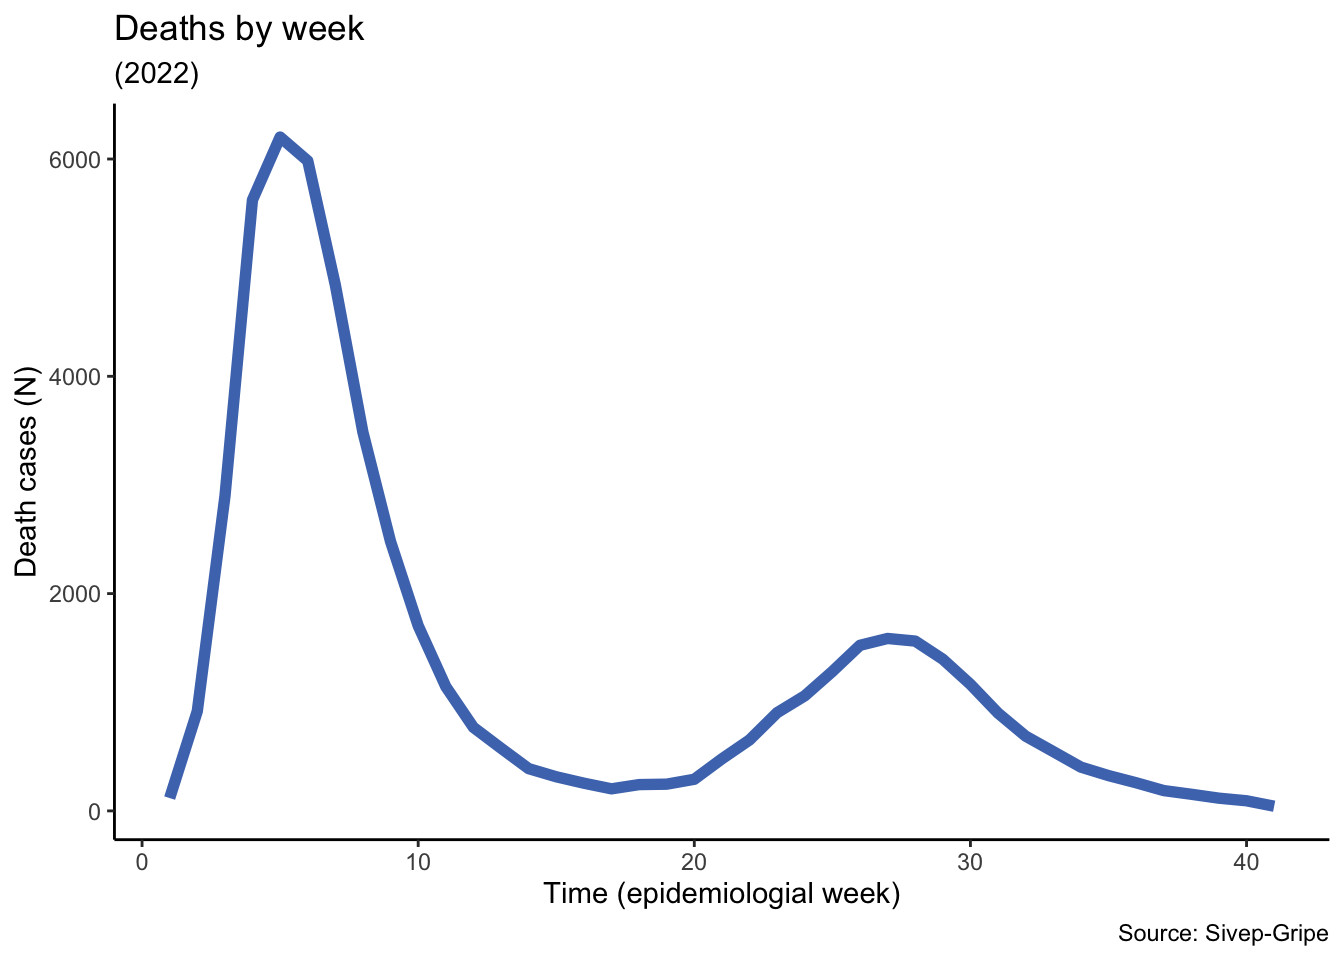 Deaths by week
(2022)
Death cases (N)
6000
4000
2000
0
0 10 20 30 40
Time (epidemiologial week)
Source: Sivep-Gripe